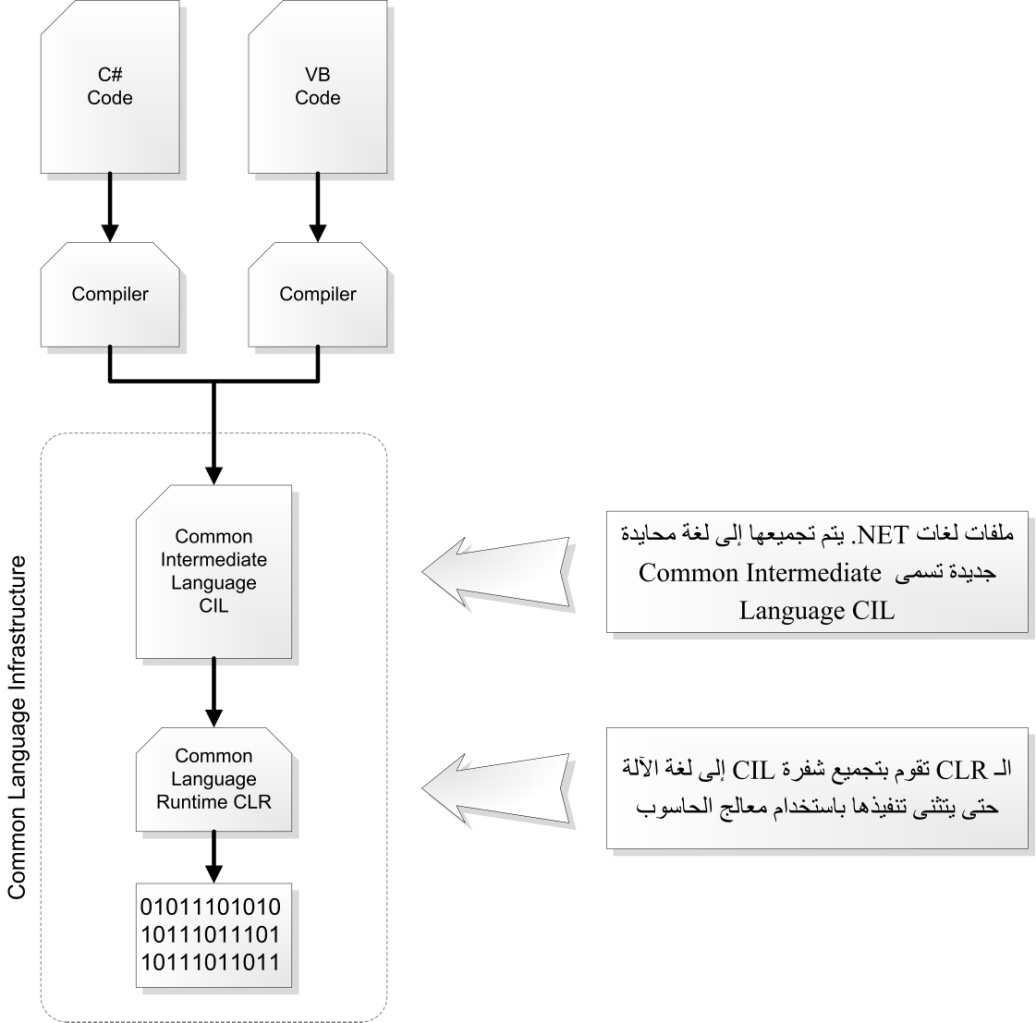 C#
Code
VB
Code
Compiler
Compiler
Common Language Infrastructure
Common
Intermediate
Language
CIL
ملفات لغات NET. يتم تجميعها إلى لغة محايدة
جديدة تسمى Common Intermediate
Language CIL
Common
Language
Runtime CLR
الـ CLR تقوم بتجميع شفرة CIL إلى لغة الآلة
حتى يتثنى تنفيذها باستخدام معالج الحاسوب
01011101010
10111011101
10111011011